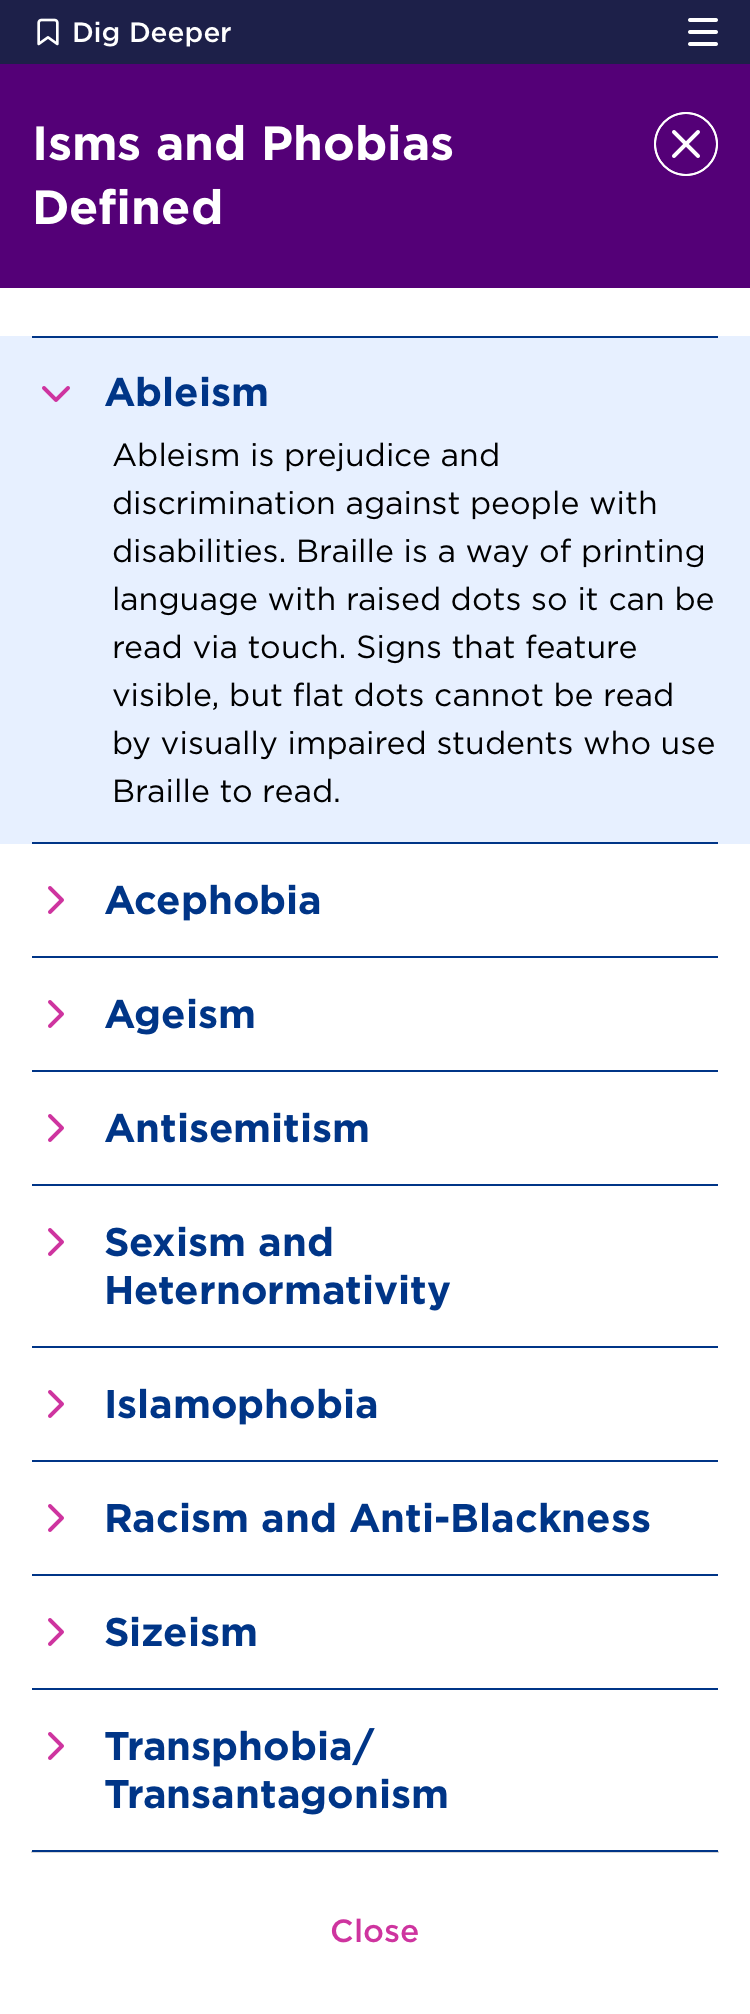 Dig Deeper
Isms and Phobias
Defined
Ableism
Ableism is prejudice and
discrimination against people with
disabilities. Braille is a way of printing
language with raised dots so it can be
read via touch. Signs that feature
visible, but flat dots cannot be read
by visually impaired students who use
Braille to read.
Acephobia
Ageism
Antisemitism
Sexism and
Heternormativity
Islamophobia
Racism and Anti-Blackness
Sizeism
Transphobia/
Transantagonism
Close